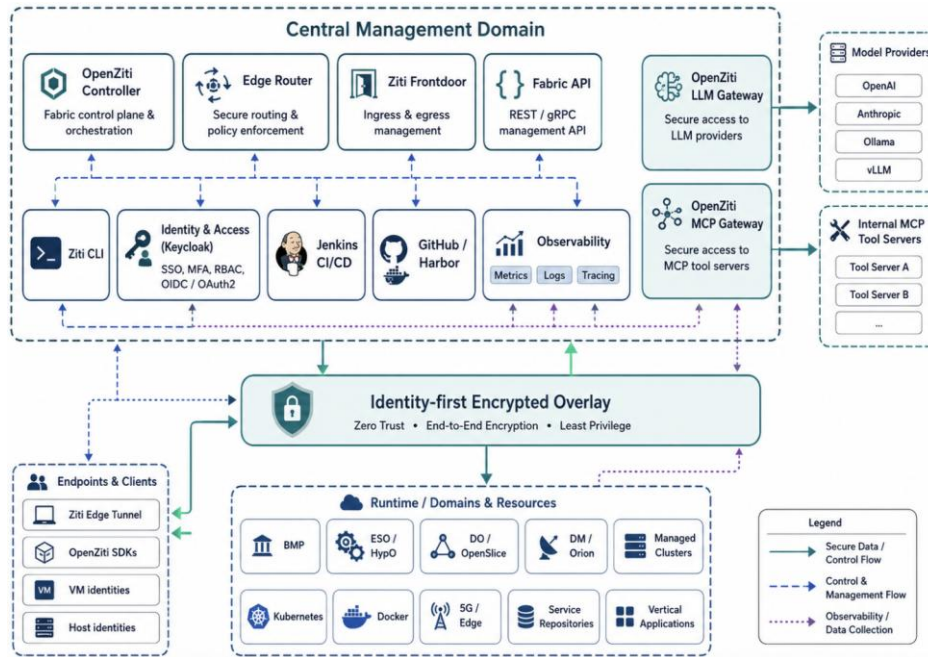 Central Management Domain
OpenZiti
Controller
Fabric control plane &
orchestration
Edge Router
Secure routing &
policy enforcement
Ziti Frontdoor
Ingress & egress
management
Fabric API
REST / gRPC
management API
OpenZiti
LLM Gateway
Secure access to
LLM providers
Model Providers
OpenAI
Anthropic
Ollama
vLLM
Ziti CLI
Identity & Access
(Keycloak)
SSO, MFA, RBAC,
OIDC / OAuth2
Jenkins
CI/CD
GitHub /
Harbor
Observability
Metrics
Logs
Tracing
OpenZiti
MCP Gateway
Secure access to
MCP tool servers
Internal MCP
Tool Servers
Tool Server A
Tool Server B
...
Identity-first Encrypted Overlay
Zero Trust • End-to-End Encryption • Least Privilege
Endpoints & Clients
Ziti Edge Tunnel
OpenZiti SDKs
VM
VM identities
Host identities
Runtime / Domains & Resources
BMP
ESO /
HypO
DO /
OpenSlice
DM /
Orion
Managed
Clusters
Kubernetes
Docker
5G /
Edge
Service
Repositories
Vertical
Applications
Legend
Secure Data /
Control Flow
Control &
Management Flow
Observability /
Data Collection